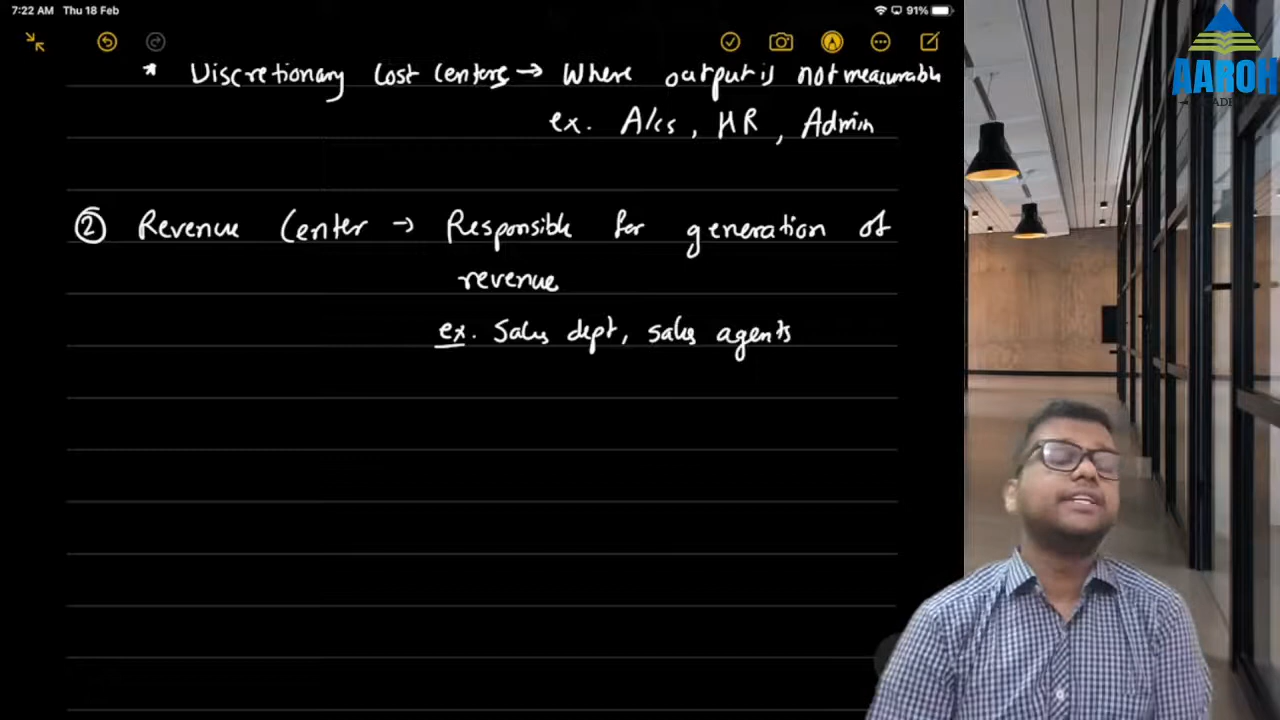 7:22 AM Thu 18 Feb 91%
* Discretionary Cost Centers → Where output is not measurable
ex. A/cs, HR, Admin
② Revenue Center → Responsible for generation of
revenue
ex. Sales dept, sales agents
AAROH